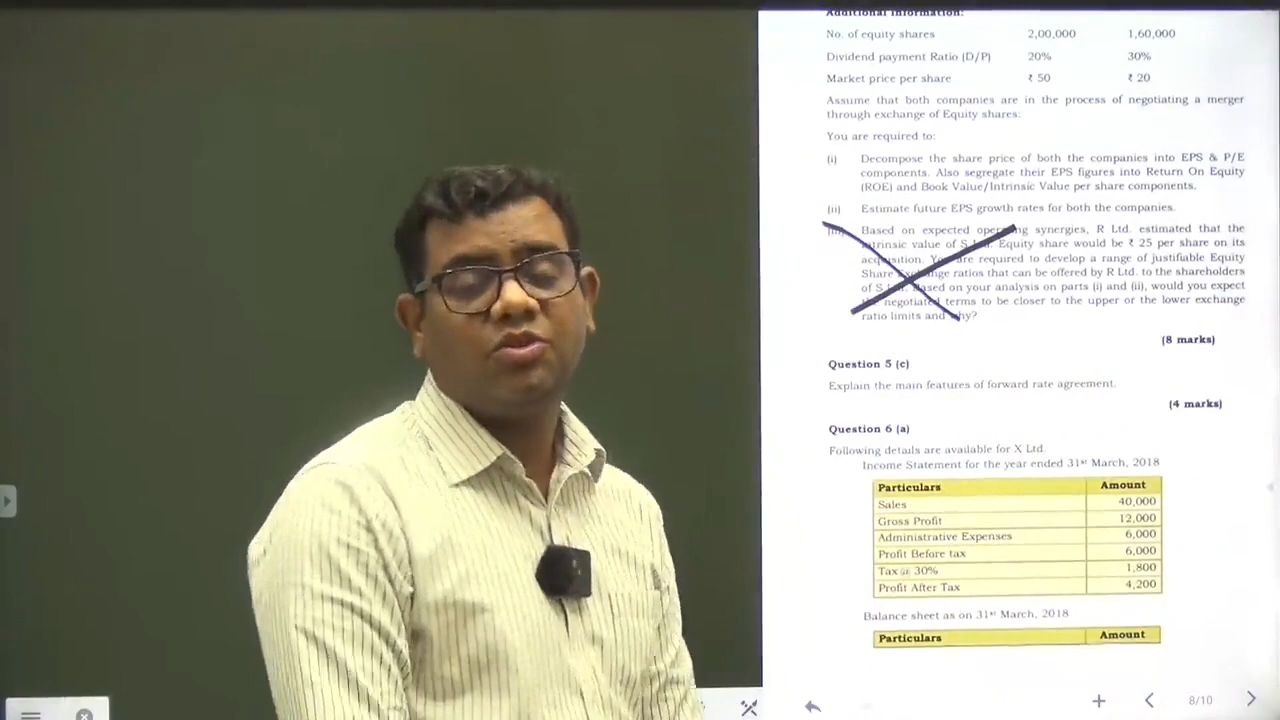 Additional Information:
No. of equity shares 2,00,000 1,60,000
Dividend payment Ratio (D/P) 20% 30%
Market price per share ₹ 50 ₹ 20
Assume that both companies are in the process of negotiating a merger
through exchange of Equity shares:
You are required to:
(i) Decompose the share price of both the companies into EPS & P/E
components. Also segregate their EPS figures into Return On Equity
(ROE) and Book Value/Intrinsic Value per share components.
(ii) Estimate future EPS growth rates for both the companies.
(iii) Based on expected operating synergies, R Ltd. estimated that the
intrinsic value of S Ltd. Equity share would be ₹ 25 per share on its
acquisition. You are required to develop a range of justifiable Equity
Share Exchange ratios that can be offered by R Ltd. to the shareholders
of S Ltd. Based on your analysis on parts (i) and (ii), would you expect
the negotiated terms to be closer to the upper or the lower exchange
ratio limits and why?
(8 marks)
Question 5 (c)
Explain the main features of forward rate agreement.
(4 marks)
Question 6 (a)
Following details are available for X Ltd.
Income Statement for the year ended 31st March, 2018
Particulars Amount
Sales 40,000
Gross Profit 12,000
Administrative Expenses 6,000
Profit Before tax 6,000
Tax @ 30% 1,800
Profit After Tax 4,200
Balance sheet as on 31st March, 2018
Particulars Amount
8/10